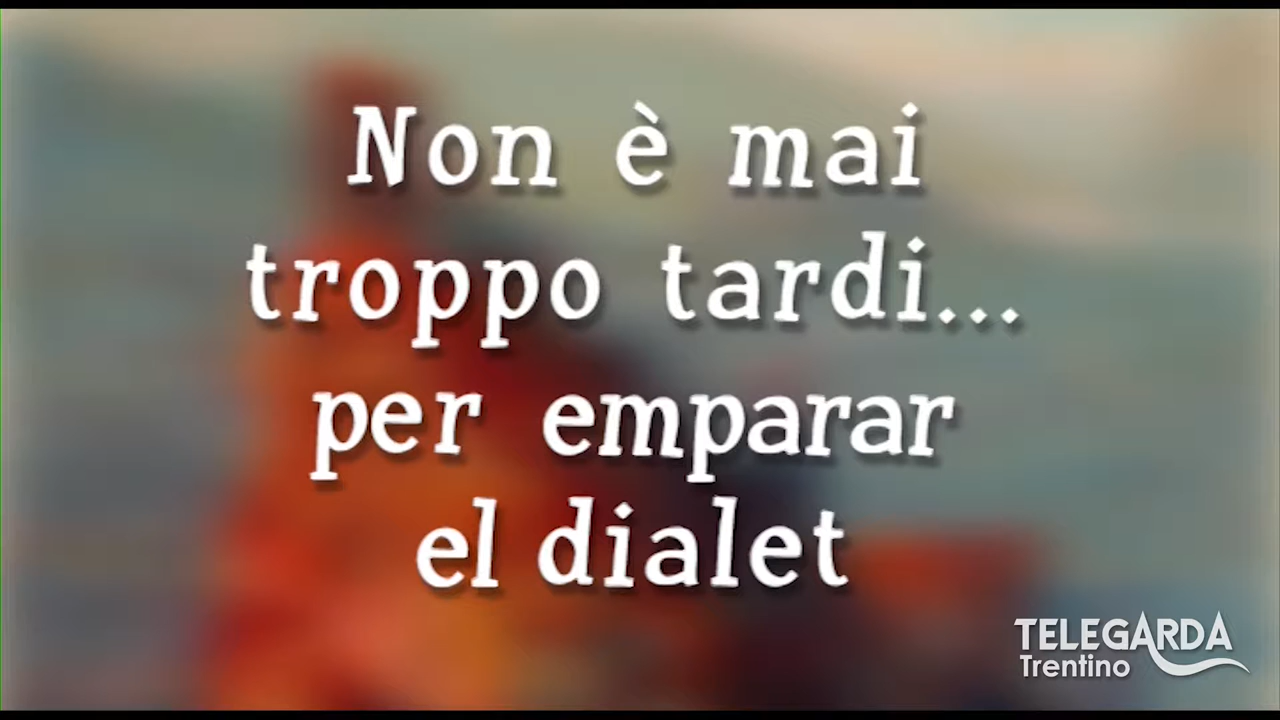 Non è mai
troppo tardi...
per emparar
el dialet
TELEGARDA
Trentino